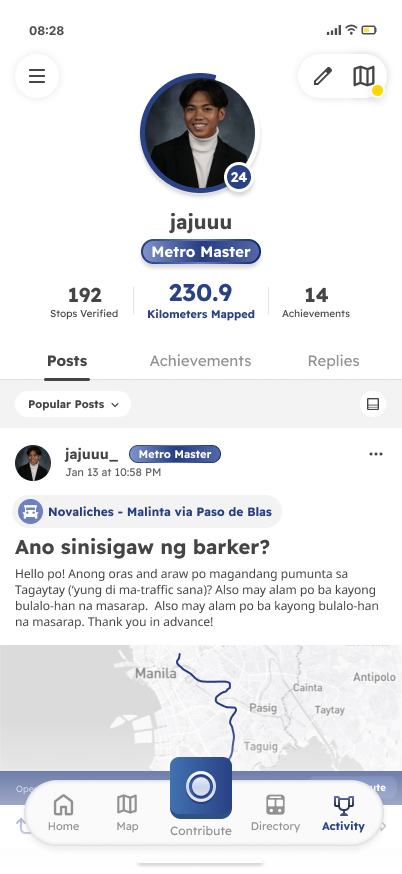 08:28
24
jajuuu
Metro Master
192
Stops Verified
230.9
Kilometers Mapped
14
Achievements
Posts Achievements Replies
Popular Posts
jajuuu_ Metro Master
Jan 13 at 10:58 PM
Novaliches - Malinta via Paso de Blas
Ano sinisigaw ng barker?
Hello po! Anong oras and araw po magandang pumunta sa
Tagaytay ('yung di ma-traffic sana)? Also may alam po ba kayong
bulalo-han na masarap.  Also may alam po ba kayong bulalo-han
na masarap. Thank you in advance!
Manila
Antipolo
Cainta
Pasig
Taytay
Taguig
Home Map Contribute Directory Activity